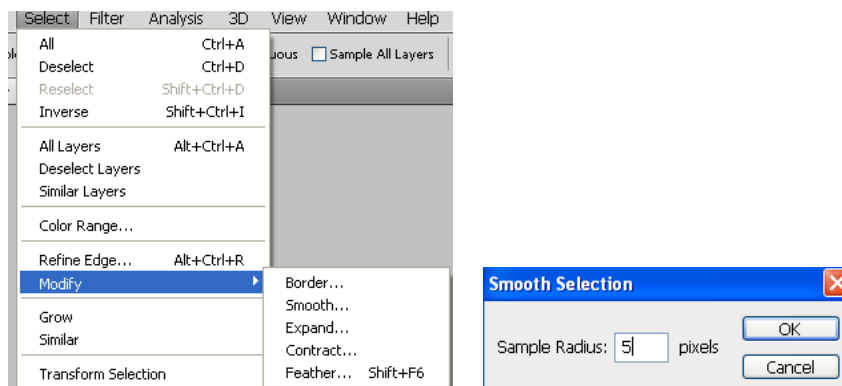 Select Filter Analysis 3D View Window Help
Sample All Layers
All Ctrl+A
Deselect Ctrl+D
Reselect Shift+Ctrl+D
Inverse Shift+Ctrl+I
All Layers Alt+Ctrl+A
Deselect Layers
Similar Layers
Color Range...
Refine Edge... Alt+Ctrl+R
Modify
Grow
Similar
Transform Selection
Border...
Smooth...
Expand...
Contract...
Feather... Shift+F6
Smooth Selection
Sample Radius: 5 pixels
OK
Cancel